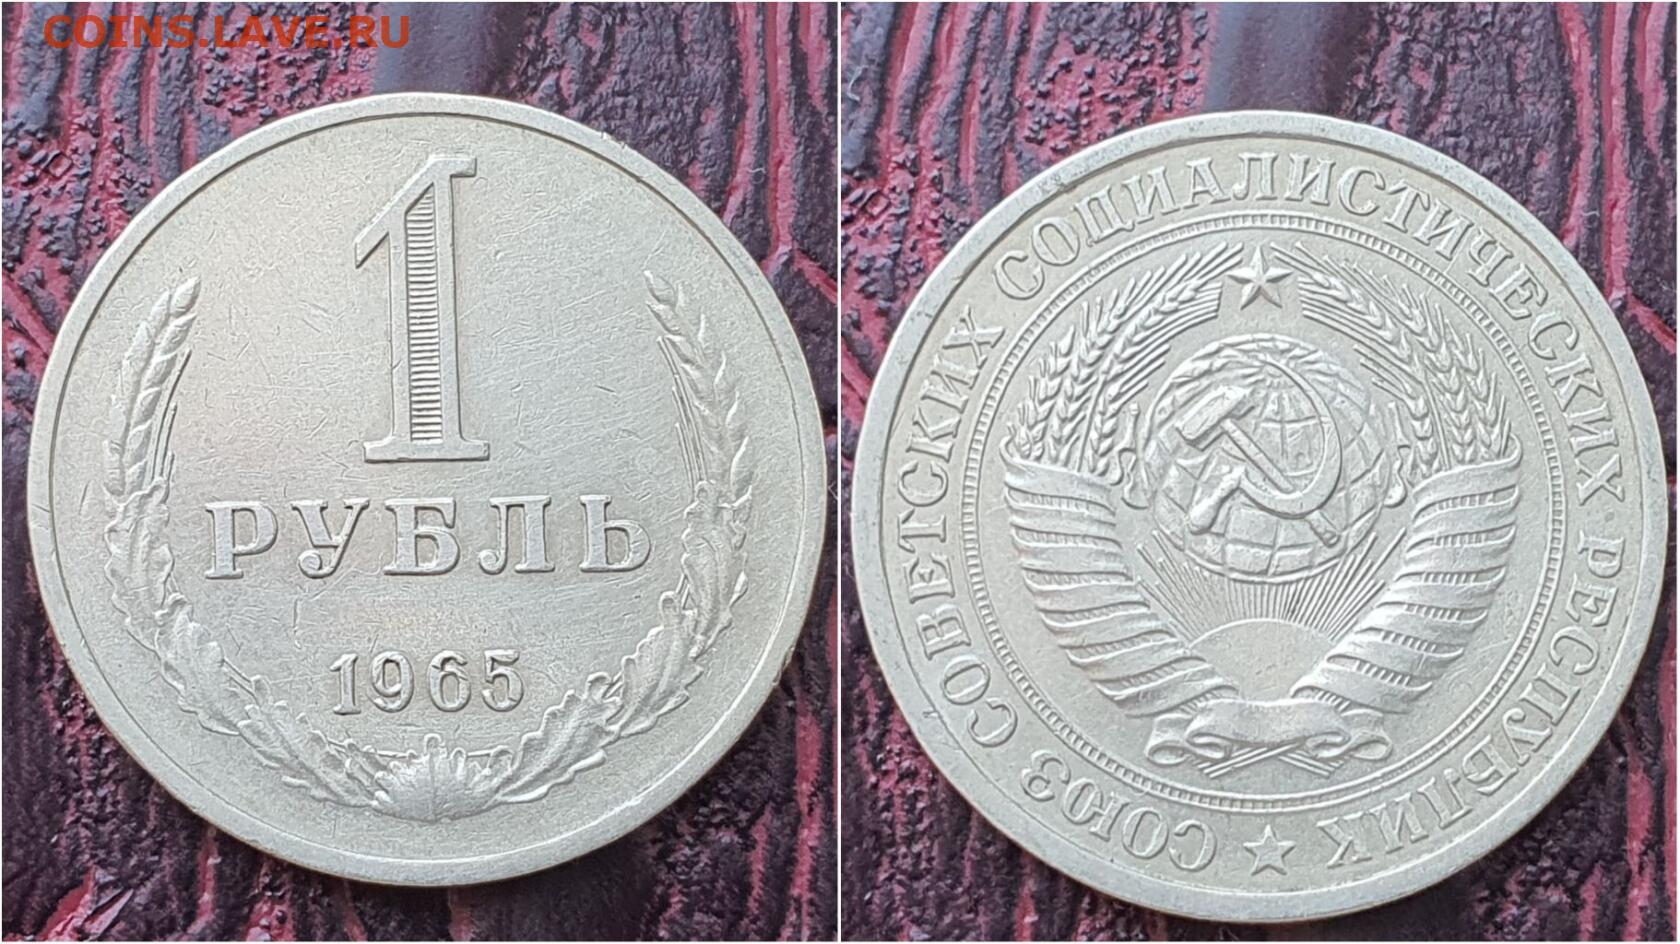 COINS.LAVE.RU
1
РУБЛЬ
1965
СОЮЗ СОВЕТСКИХ СОЦИАЛИСТИЧЕСКИХ РЕСПУБЛИК